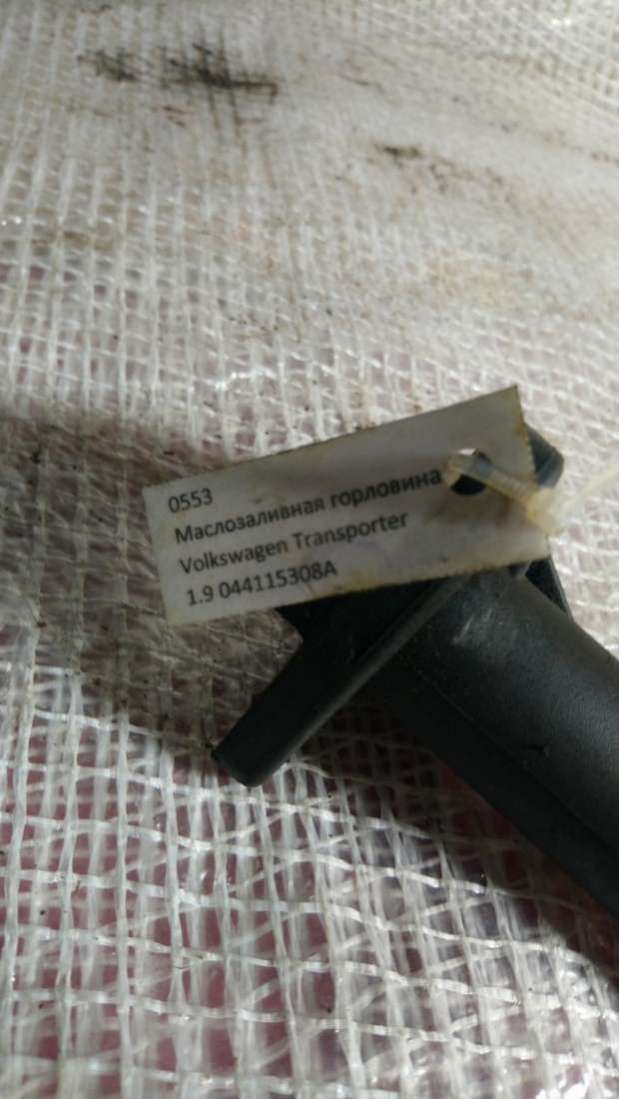 0553
Маслозаливная горловина
Volkswagen Transporter
1.9 044115308A